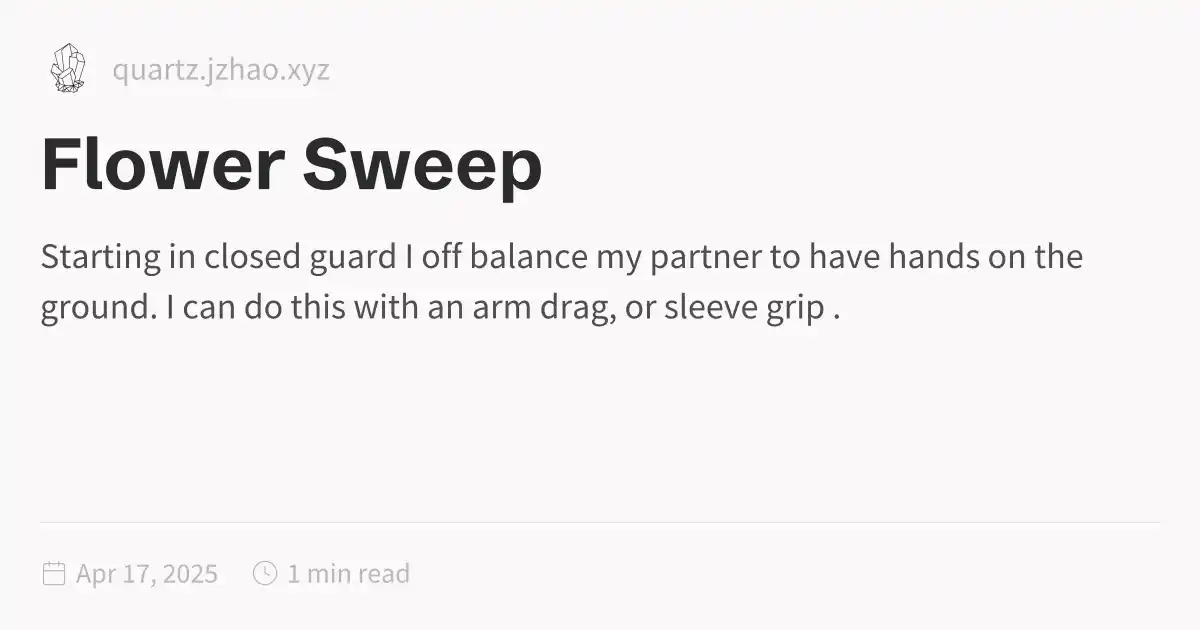 quartz.jzhao.xyz
Flower Sweep
Starting in closed guard I off balance my partner to have hands on the
ground. I can do this with an arm drag, or sleeve grip .
Apr 17, 2025 1 min read